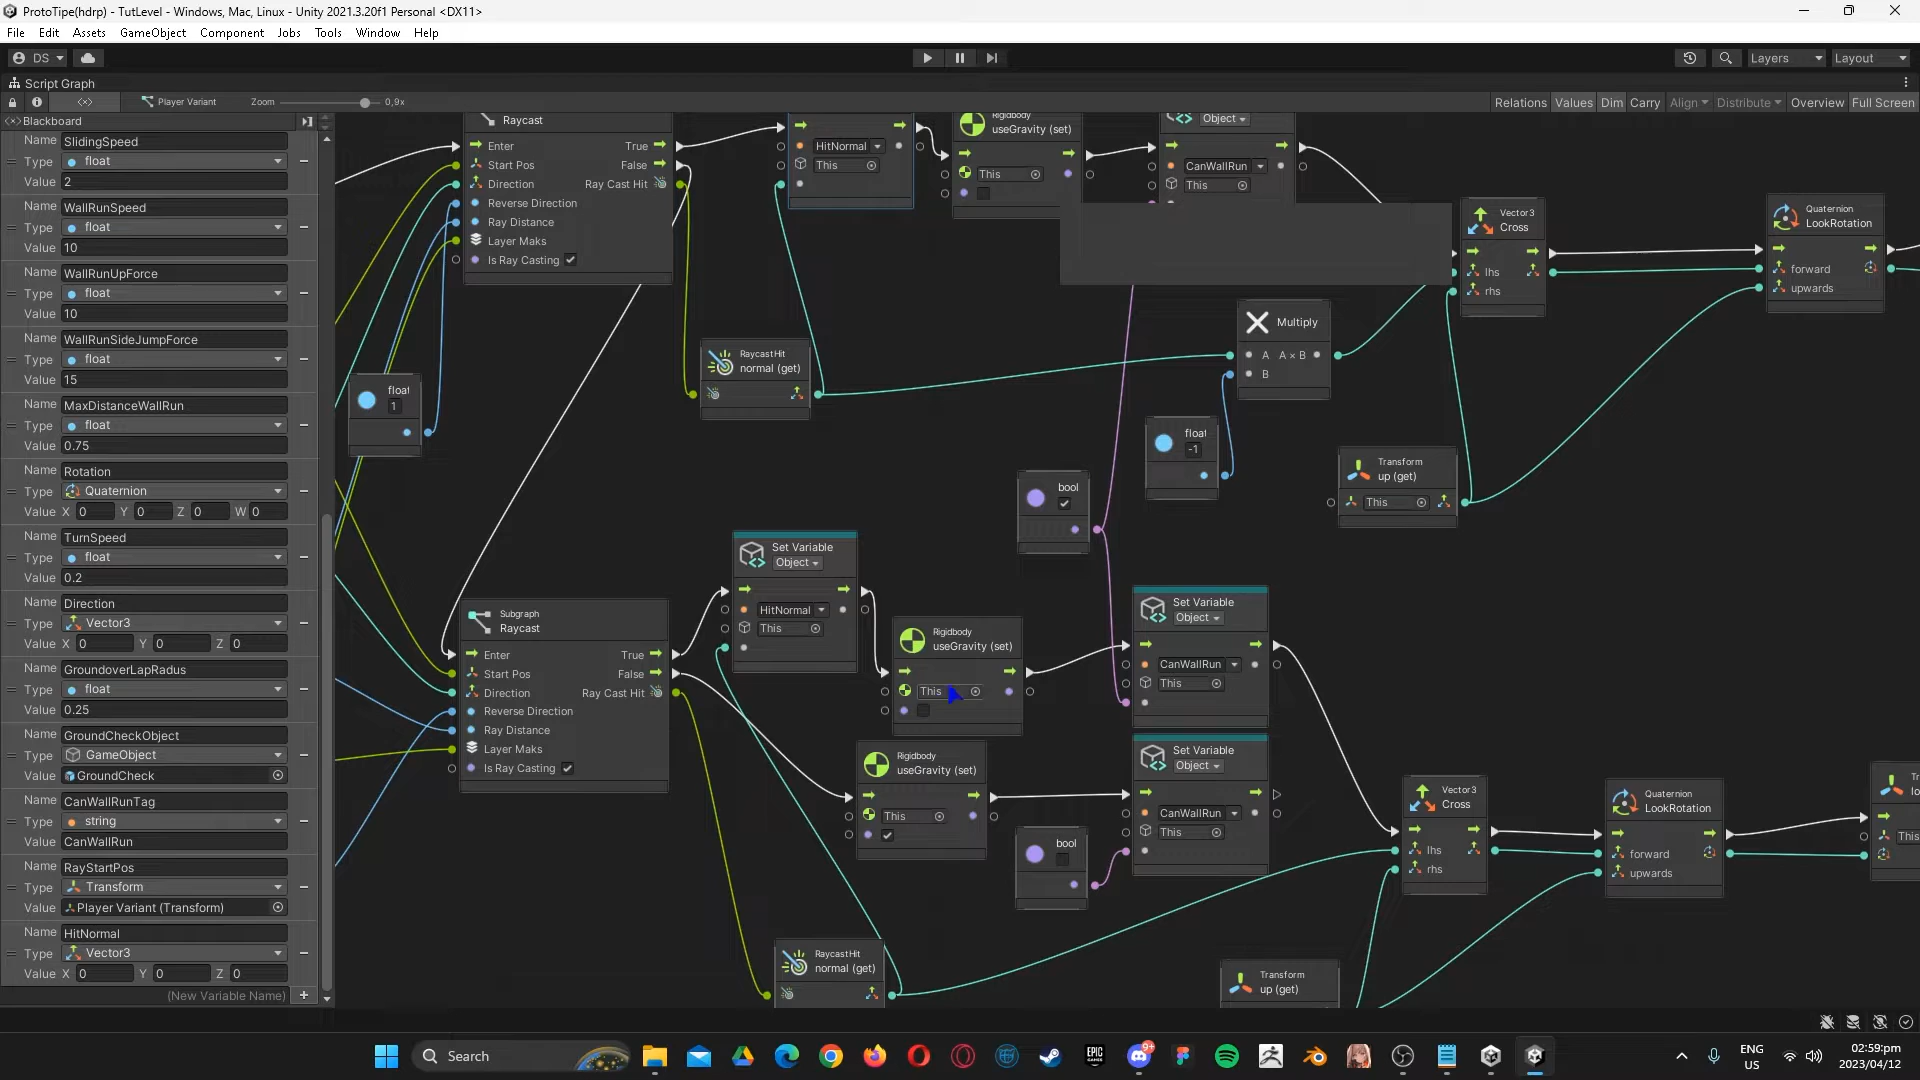 ProtoTipe(hdrp) - TutLevel - Windows, Mac, Linux - Unity 2021.3.20f1 Personal <DX11>
File Edit Assets GameObject Component Jobs Tools Window Help
DS Layers Layout
Script Graph
Player Variant Zoom 0,9x Relations Values Dim Carry Align Distribute Overview Full Screen
Blackboard
Name SlidingSpeed
Type float
Value 2
Name WallRunSpeed
Type float
Value 10
Name WallRunUpForce
Type float
Value 10
Name WallRunSideJumpForce
Type float
Value 15
Name MaxDistanceWallRun
Type float
Value 0.75
Name Rotation
Type Quaternion
Value X 0 Y 0 Z 0 W 0
Name TurnSpeed
Type float
Value 0.2
Name Direction
Type Vector3
Value X 0 Y 0 Z 0
Name GroundoverLapRadus
Type float
Value 0.25
Name GroundCheckObject
Type GameObject
Value GroundCheck
Name CanWallRunTag
Type string
Value CanWallRun
Name RayStartPos
Type Transform
Value Player Variant (Transform)
Name HitNormal
Type Vector3
Value X 0 Y 0 Z 0
(New Variable Name)
Raycast
Enter True
Start Pos False
Direction Ray Cast Hit
Reverse Direction
Ray Distance
Layer Maks
Is Ray Casting
HitNormal
This
Rigidbody
useGravity (set)
This
Object
CanWallRun
This
Vector3
Cross
lhs
rhs
Quaternion
LookRotation
forward
upwards
float
1
RaycastHit
normal (get)
Multiply
A A × B
B
float
-1
Transform
up (get)
This
bool
Set Variable
Object
HitNormal
This
Subgraph
Raycast
Enter True
Start Pos False
Direction Ray Cast Hit
Reverse Direction
Ray Distance
Layer Maks
Is Ray Casting
Rigidbody
useGravity (set)
This
Set Variable
Object
CanWallRun
This
Rigidbody
useGravity (set)
This
Set Variable
Object
CanWallRun
This
bool
Vector3
Cross
lhs
rhs
Quaternion
LookRotation
forward
upwards
This
RaycastHit
normal (get)
Transform
up (get)
Search
EPIC
9+
ENG
US
02:59:pm
2023/04/12